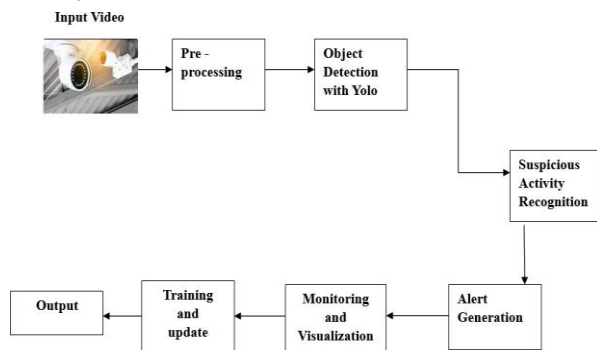 Input Video
Pre -
processing
Object
Detection
with Yolo
Suspicious
Activity
Recognition
Alert
Generation
Monitoring
and
Visualization
Training
and
update
Output